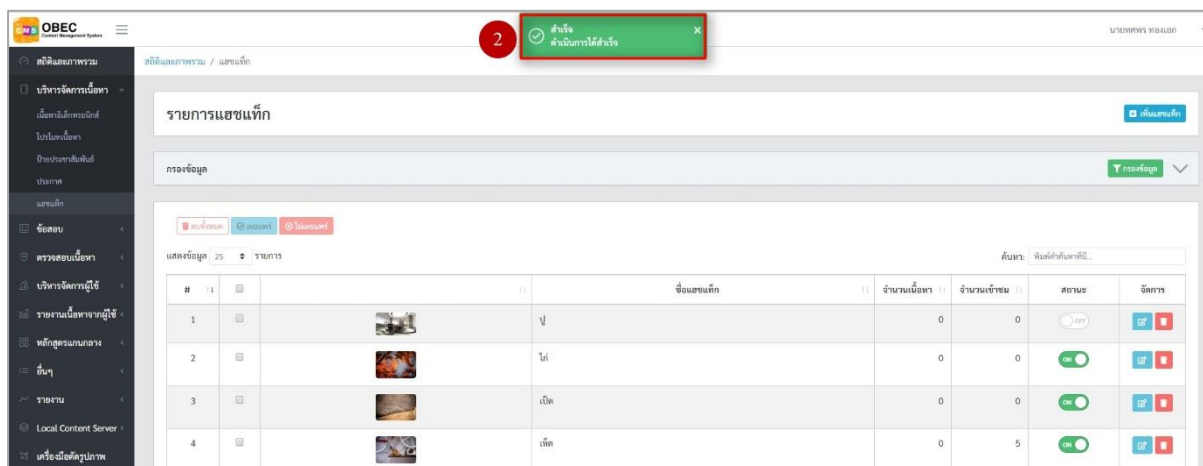 CMS OBEC
Content Management System
2
สำเร็จ
ดำเนินการได้สำเร็จ
×
นายทศพร ทองเอก
สถิติและภาพรวม
สถิติและภาพรวม / แฮชแท็ก
บริหารจัดการเนื้อหา
เนื้อหาอิเล็กทรอนิกส์
โปรโมทเนื้อหา
ป้ายประชาสัมพันธ์
ประกาศ
แฮชแท็ก
ข้อสอบ
ตรวจสอบเนื้อหา
บริหารจัดการผู้ใช้
รายงานเนื้อหาจากผู้ใช้
หลักสูตรแกนกลาง
อื่นๆ
รายงาน
Local Content Server
เครื่องมือตัดรูปภาพ
รายการแฮชแท็ก
เพิ่มแฮชแท็ก
กรองข้อมูล
กรองข้อมูล
ลบทั้งหมด เผยแพร่ ไม่เผยแพร่
แสดงข้อมูล 25 รายการ
ค้นหา: พิมพ์คำค้นหาที่นี่...
# ชื่อแฮชแท็ก จำนวนเนื้อหา จำนวนเข้าชม สถานะ จัดการ
1 ปู 0 0 OFF
2 ไก่ 0 0 ON
3 เป็ด 0 0 ON
4 เห็ด 0 5 ON